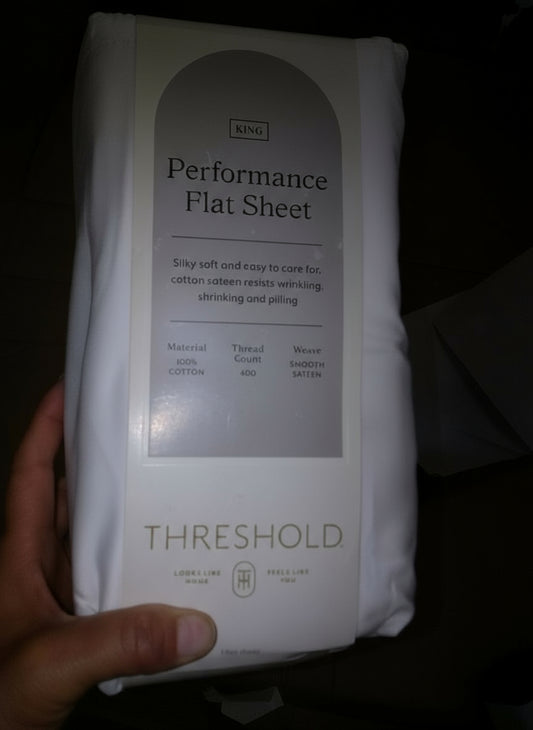 KING
Performance
Flat Sheet
Silky soft and easy to care for,
cotton sateen resists wrinkling,
shrinking and pilling
Material Thread Count Weave
100% COTTON 400 SMOOTH SATEEN
THRESHOLD
LOOKS LIKE HOME FEELS LIKE YOU